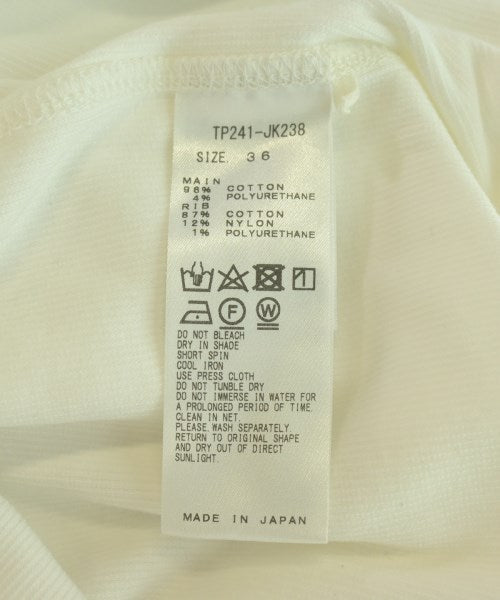 TP241-JK238
SIZE. 36
MAIN
96% COTTON
4% POLYURETHANE
RIB
87% COTTON
12% NYLON
1% POLYURETHANE
F W
DO NOT BLEACH
DRY IN SHADE
SHORT SPIN
COOL IRON
USE PRESS CLOTH
DO NOT TUMBLE DRY
DO NOT IMMERSE IN WATER FOR
A PROLONGED PERIOD OF TIME.
CLEAN IN NET.
PLEASE WASH SEPARATELY.
RETURN TO ORIGINAL SHAPE
AND DRY OUT OF DIRECT
SUNLIGHT.
MADE IN JAPAN